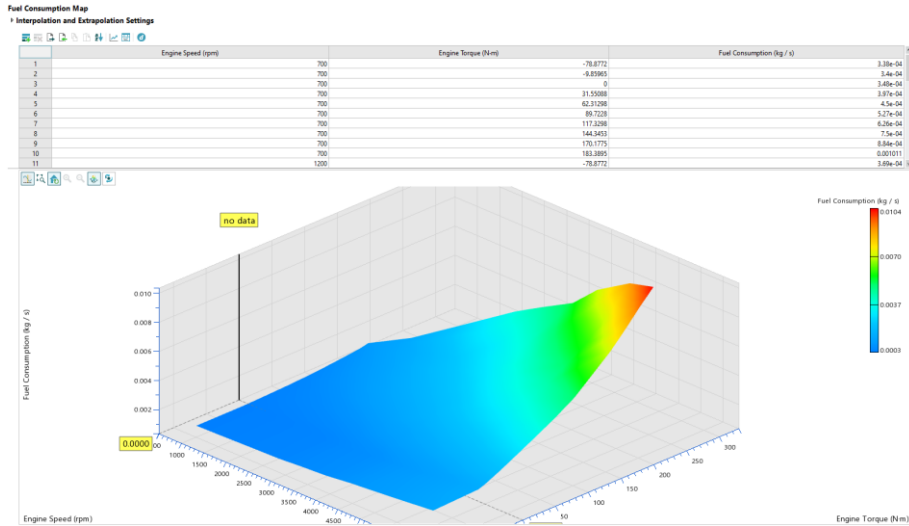 Fuel Consumption Map
Interpolation and Extrapolation Settings
Engine Speed (rpm) Engine Torque (N·m) Fuel Consumption (kg / s)
1 700 -78.8772 3.38e-04
2 700 -9.85965 3.4e-04
3 700 0 3.48e-04
4 700 31.55088 3.97e-04
5 700 62.31298 4.5e-04
6 700 89.7228 5.27e-04
7 700 117.3298 6.26e-04
8 700 144.3453 7.5e-04
9 700 170.1775 8.84e-04
10 700 183.3895 0.001011
11 1200 -78.8772 3.69e-04
Fuel Consumption (kg / s)
0.0104
0.0070
0.0037
0.0003
no data
0.010
0.008
0.006
0.004
0.002
Fuel Consumption (kg / s)
0.0000
1000
1500
2000
2500
3000
3500
4000
4500
50
100
150
200
250
300
Engine Speed (rpm)
Engine Torque (N·m)